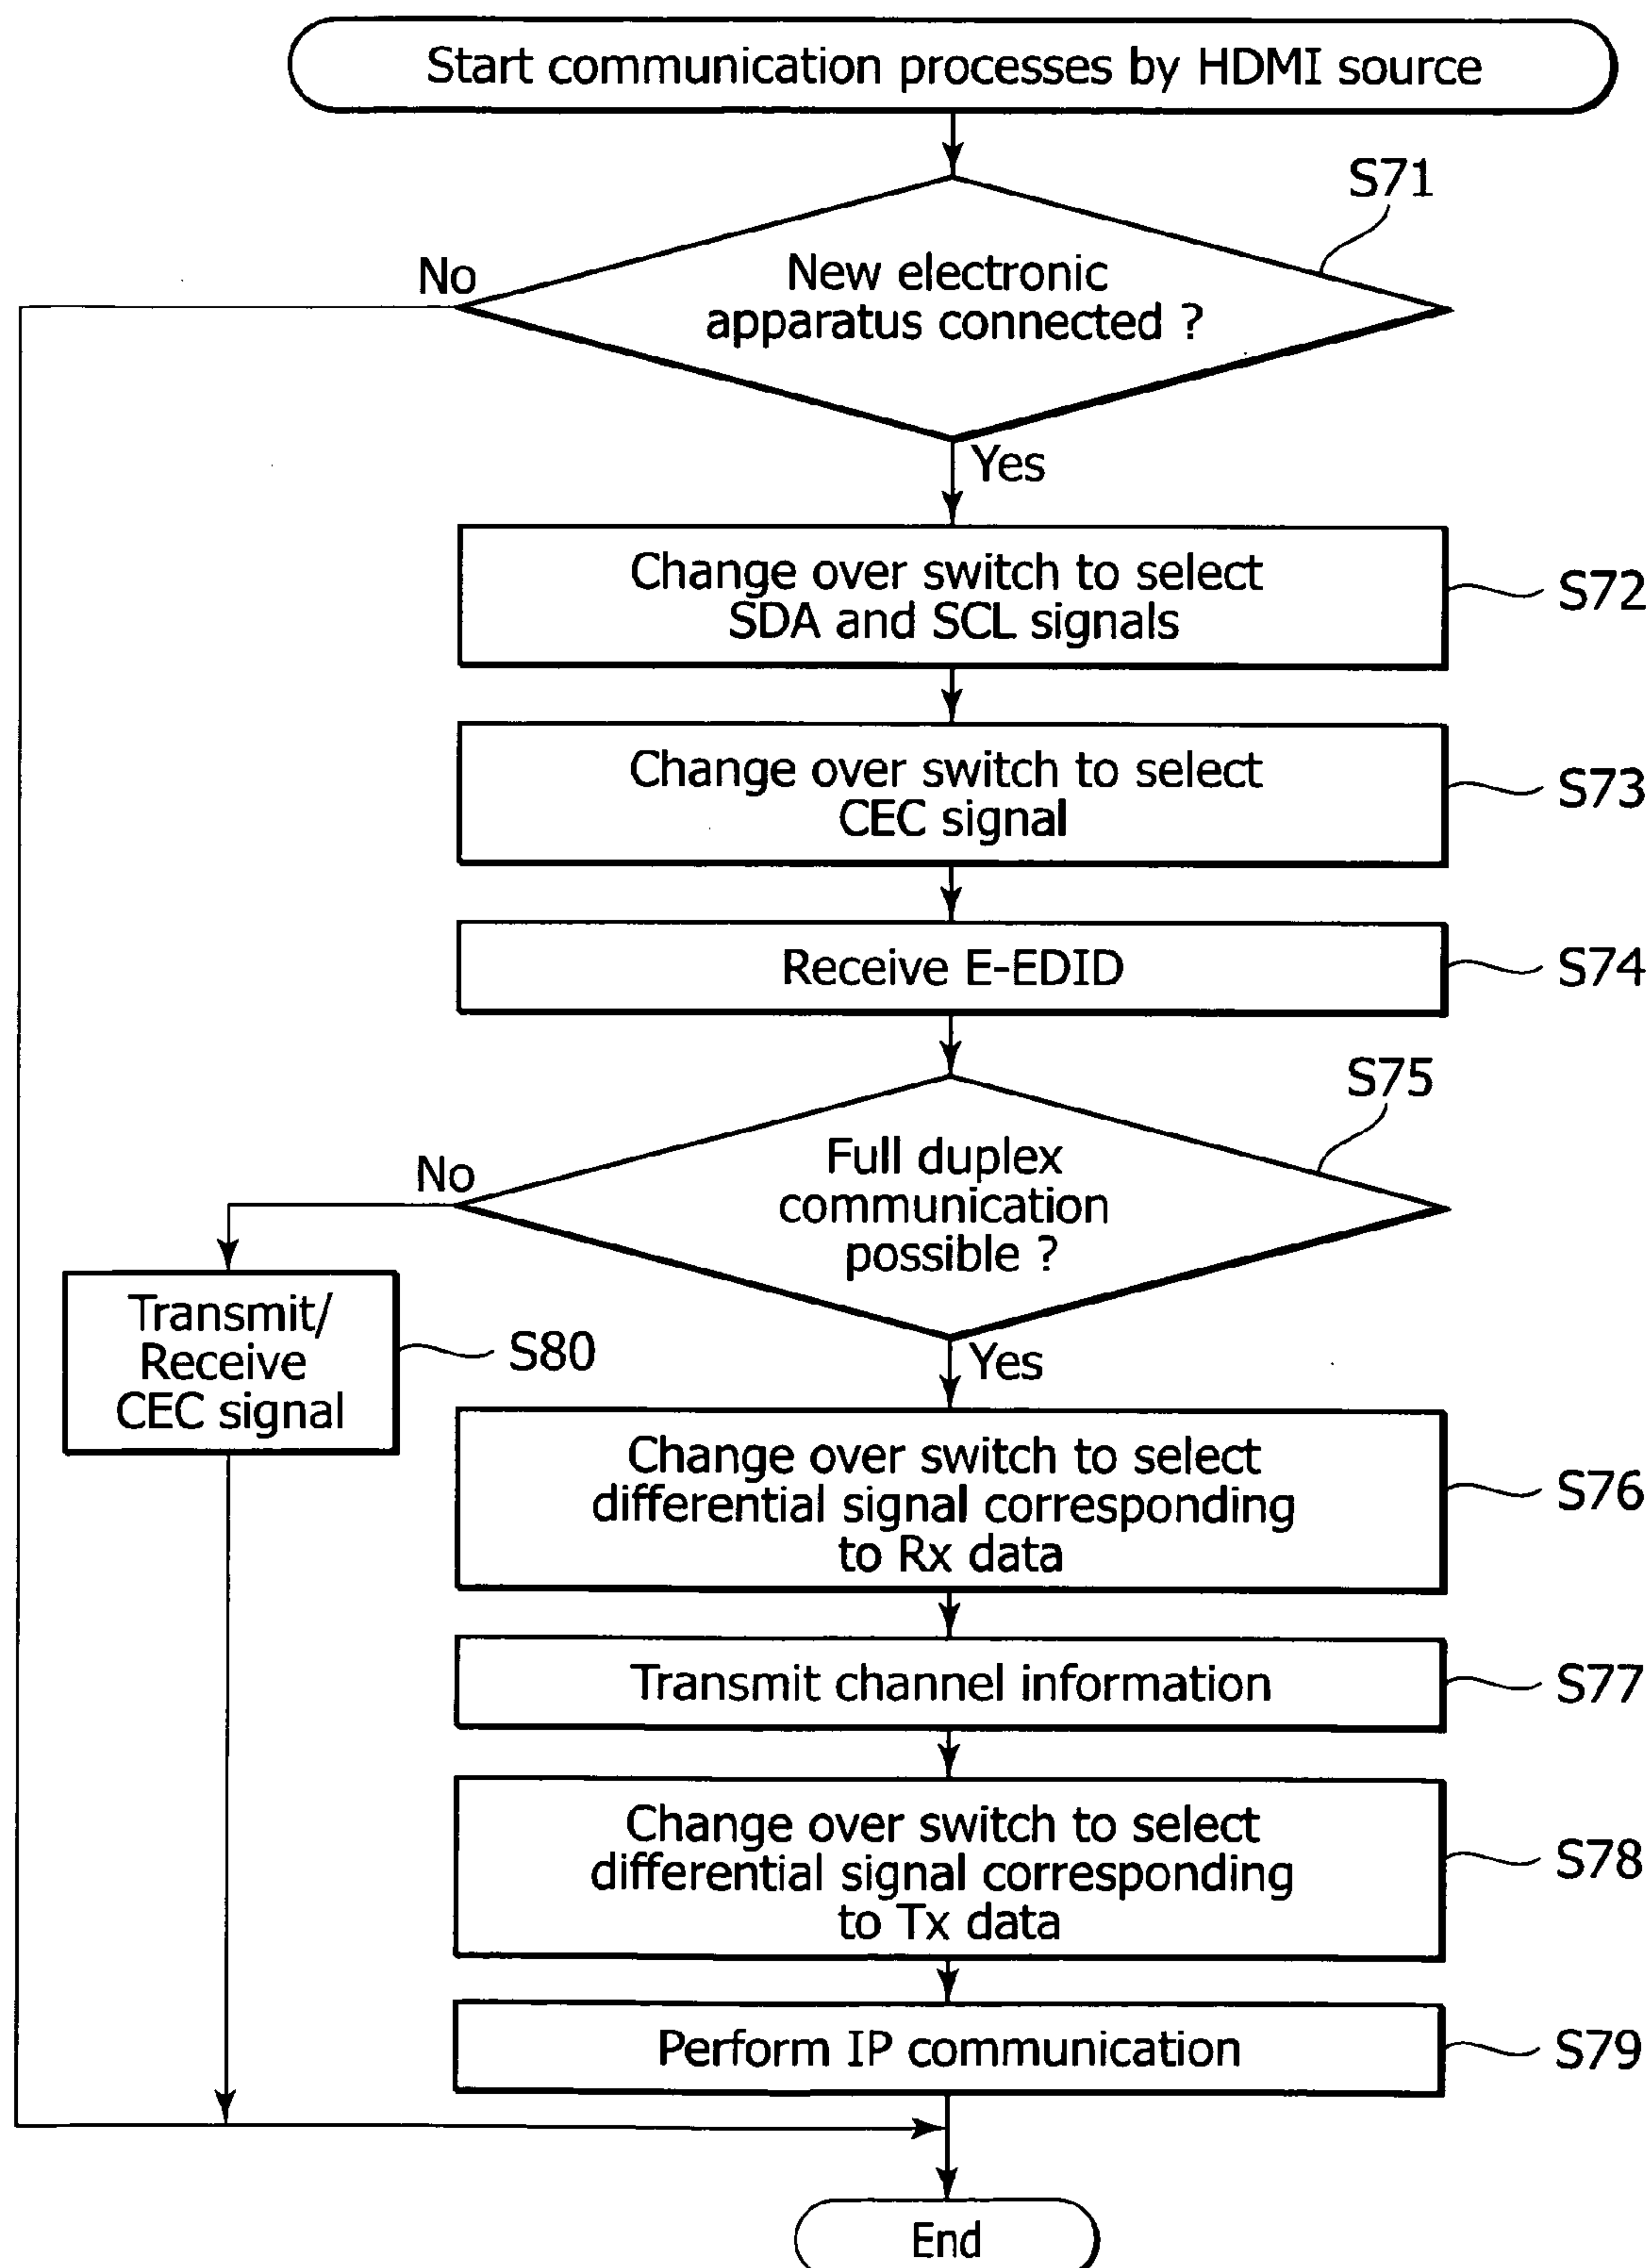 Start communication processes by HDMI source
S71
No
New electronic
apparatus connected ?
Yes
Change over switch to select
SDA and SCL signals
S72
Change over switch to select
CEC signal
S73
Receive E-EDID
S74
S75
No
Full duplex
communication
possible ?
Transmit/
Receive
CEC signal
S80
Yes
Change over switch to select
differential signal corresponding
to Rx data
S76
Transmit channel information
S77
Change over switch to select
differential signal corresponding
to Tx data
S78
Perform IP communication
S79
End